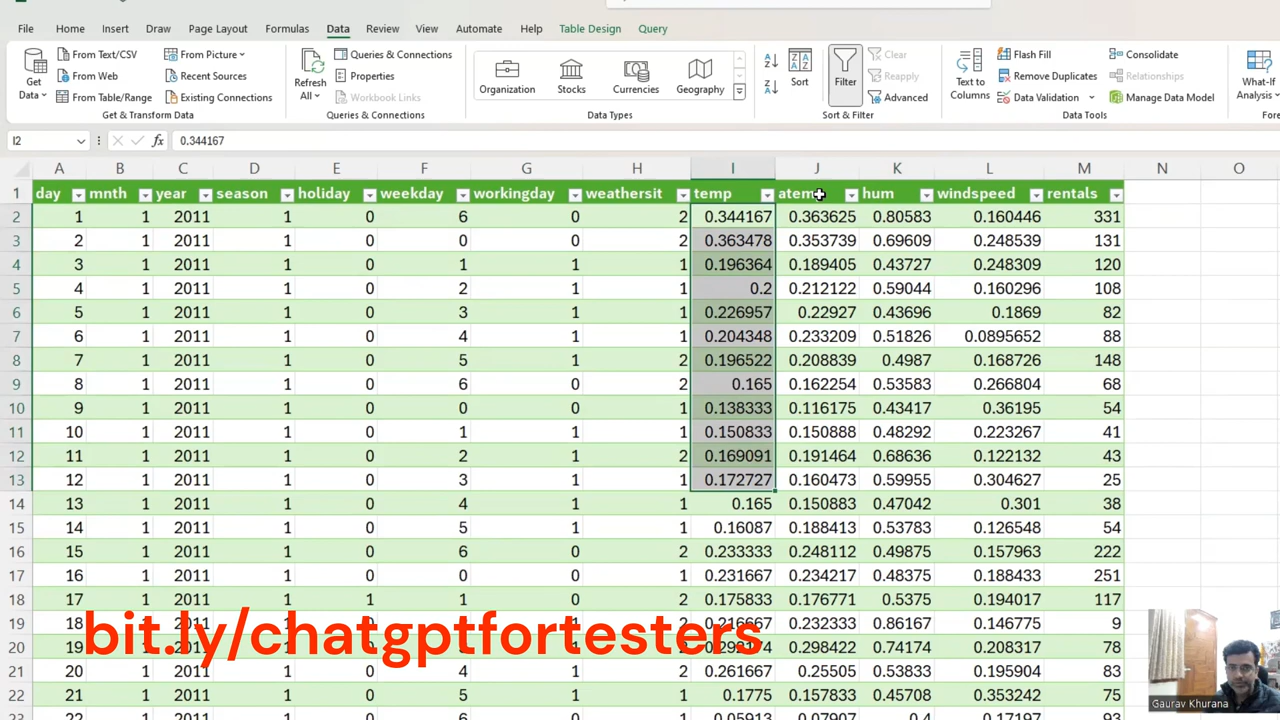 File Home Insert Draw Page Layout Formulas Data Review View Automate Help Table Design Query
Get Data
From Text/CSV
From Web
From Table/Range
From Picture
Recent Sources
Existing Connections
Get & Transform Data
Refresh All
Queries & Connections
Properties
Workbook Links
Queries & Connections
Organization Stocks Currencies Geography
Data Types
Sort
Filter
Clear
Reapply
Advanced
Sort & Filter
Text to Columns
Flash Fill
Remove Duplicates
Data Validation
Consolidate
Relationships
Manage Data Model
Data Tools
What-If Analysis
I2 fx 0.344167
A B C D E F G H I J K L M N O
1 day mnth year season holiday weekday workingday weathersit temp atemp hum windspeed rentals
2 1 1 2011 1 0 6 0 2 0.344167 0.363625 0.80583 0.160446 331
3 2 1 2011 1 0 0 0 2 0.363478 0.353739 0.69609 0.248539 131
4 3 1 2011 1 0 1 1 1 0.196364 0.189405 0.43727 0.248309 120
5 4 1 2011 1 0 2 1 1 0.2 0.212122 0.59044 0.160296 108
6 5 1 2011 1 0 3 1 1 0.226957 0.22927 0.43696 0.1869 82
7 6 1 2011 1 0 4 1 1 0.204348 0.233209 0.51826 0.0895652 88
8 7 1 2011 1 0 5 1 2 0.196522 0.208839 0.4987 0.168726 148
9 8 1 2011 1 0 6 0 2 0.165 0.162254 0.53583 0.266804 68
10 9 1 2011 1 0 0 0 1 0.138333 0.116175 0.43417 0.36195 54
11 10 1 2011 1 0 1 1 1 0.150833 0.150888 0.48292 0.223267 41
12 11 1 2011 1 0 2 1 2 0.169091 0.191464 0.68636 0.122132 43
13 12 1 2011 1 0 3 1 1 0.172727 0.160473 0.59955 0.304627 25
14 13 1 2011 1 0 4 1 1 0.165 0.150883 0.47042 0.301 38
15 14 1 2011 1 0 5 1 1 0.16087 0.188413 0.53783 0.126548 54
16 15 1 2011 1 0 6 0 2 0.233333 0.248112 0.49875 0.157963 222
17 16 1 2011 1 0 0 0 1 0.231667 0.234217 0.48375 0.188433 251
18 17 1 2011 1 1 1 0 2 0.175833 0.176771 0.5375 0.194017 117
19 18 0.232333 0.86167 0.146775 9
20 19 0.298422 0.74174 0.208317 78
21 20 1 2011 1 0 4 1 1 0.261667 0.25505 0.53833 0.195904 83
22 21 1 2011 1 0 5 1 1 0.1775 0.157833 0.45708 0.353242 75
bit.ly/chatgptfortesters
Gaurav Khurana